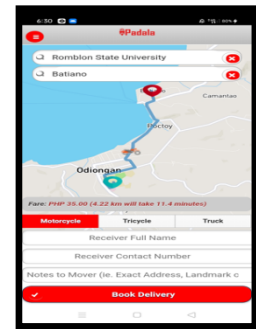 6:30
Padala
Romblon State University
Batiano
Camantao
Poctoy
Odiongan
Fare: PHP 35.00 (4.22 km will take 11.4 minutes)
Motorcycle Tricycle Truck
Receiver Full Name
Receiver Contact Number
Notes to Mover (ie. Exact Address, Landmark c
Book Delivery